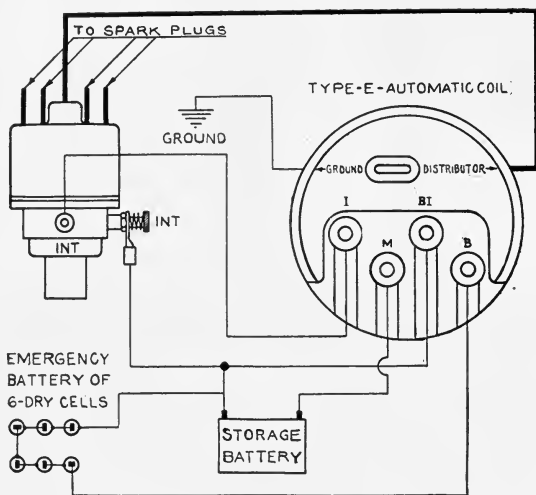 TO SPARK PLUGS
TYPE-E-AUTOMATIC COIL
GROUND
GROUND
DISTRIBUTOR
I
BI
M
B
INT
INT
EMERGENCY
BATTERY OF
6-DRY CELLS
STORAGE
BATTERY